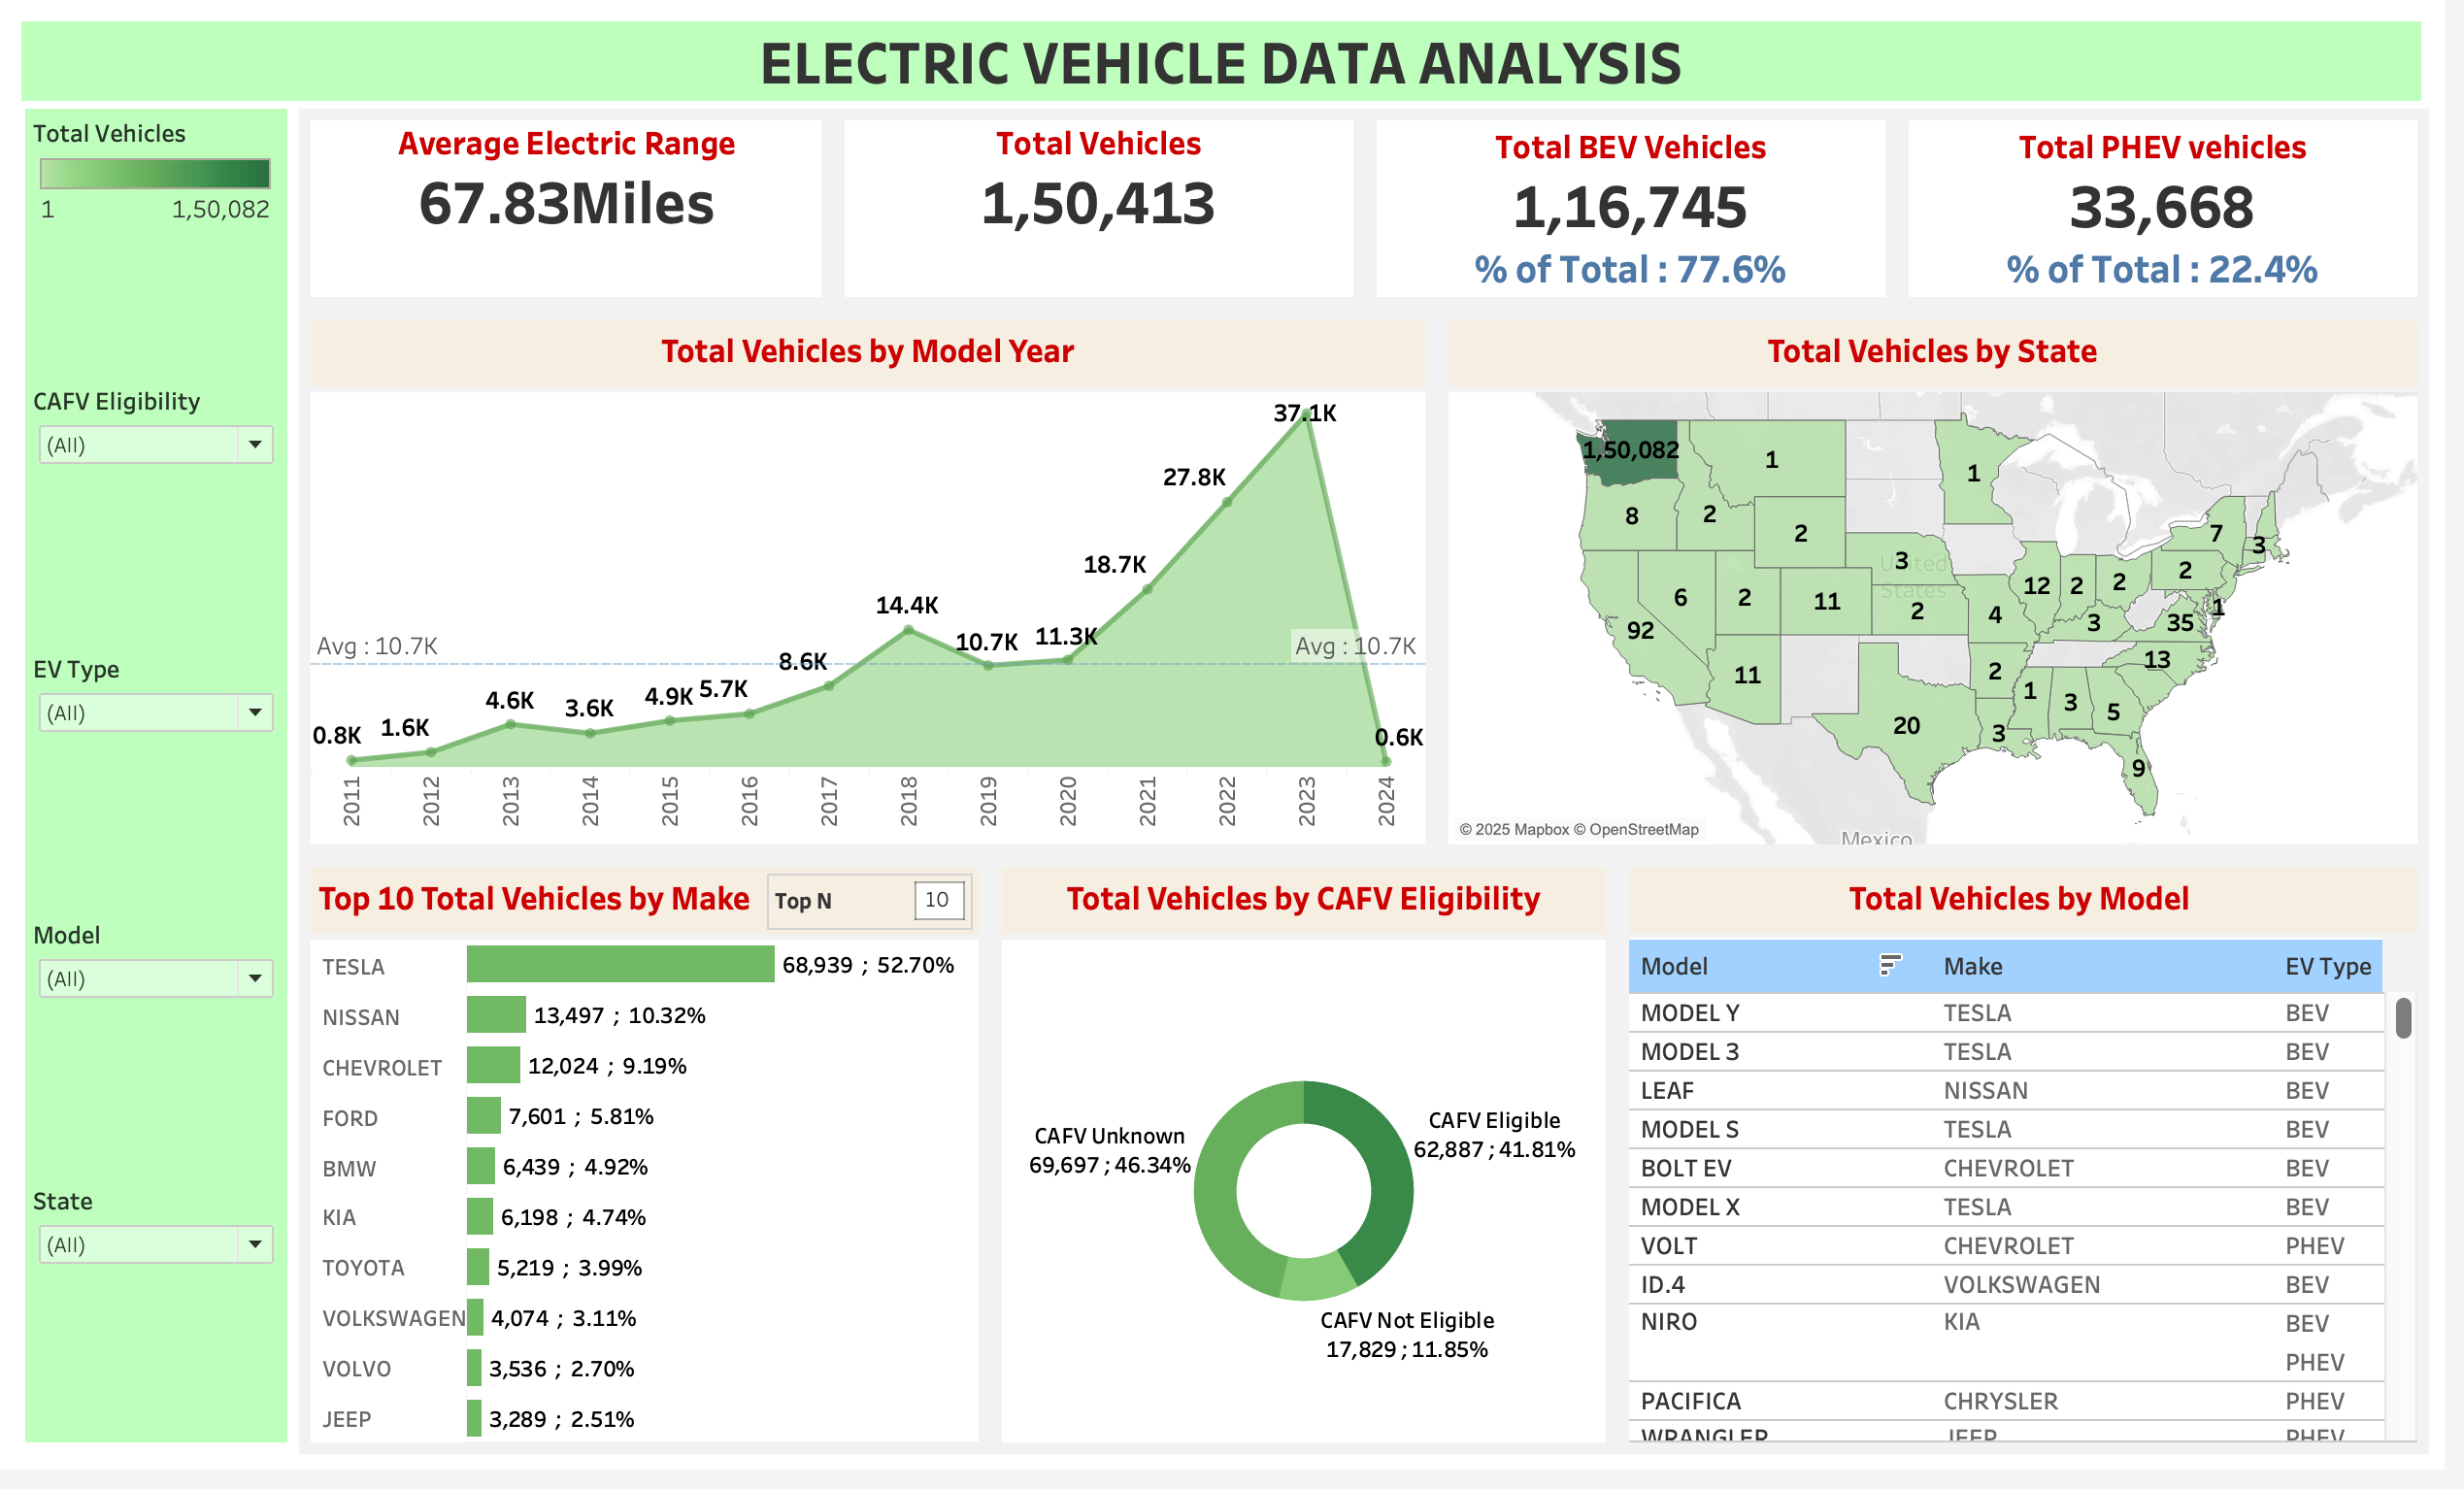 ELECTRIC VEHICLE DATA ANALYSIS
Total Vehicles
1 1,50,082
CAFV Eligibility
(All)
EV Type
(All)
Model
(All)
State
(All)
Average Electric Range
67.83Miles
Total Vehicles
1,50,413
Total BEV Vehicles
1,16,745
% of Total : 77.6%
Total PHEV vehicles
33,668
% of Total : 22.4%
Total Vehicles by Model Year
37.1K
27.8K
18.7K
14.4K
10.7K 11.3K
Avg : 10.7K
Avg : 10.7K
8.6K
5.7K
4.9K
4.6K
3.6K
1.6K
0.8K
0.6K
2011 2012 2013 2014 2015 2016 2017 2018 2019 2020 2021 2022 2023 2024
Total Vehicles by State
1,50,082
1
1
8
2
2
7
3
3
United
States
2
6
2
11
2
4
12
2
2
3
35
1
92
11
2
13
20
3
1
3
5
9
Mexico
© 2025 Mapbox © OpenStreetMap
Top 10 Total Vehicles by Make
Top N 10
TESLA 68,939 ; 52.70%
NISSAN 13,497 ; 10.32%
CHEVROLET 12,024 ; 9.19%
FORD 7,601 ; 5.81%
BMW 6,439 ; 4.92%
KIA 6,198 ; 4.74%
TOYOTA 5,219 ; 3.99%
VOLKSWAGEN 4,074 ; 3.11%
VOLVO 3,536 ; 2.70%
JEEP 3,289 ; 2.51%
Total Vehicles by CAFV Eligibility
CAFV Unknown
69,697 ; 46.34%
CAFV Eligible
62,887 ; 41.81%
CAFV Not Eligible
17,829 ; 11.85%
Total Vehicles by Model
Model Make EV Type
MODEL Y TESLA BEV
MODEL 3 TESLA BEV
LEAF NISSAN BEV
MODEL S TESLA BEV
BOLT EV CHEVROLET BEV
MODEL X TESLA BEV
VOLT CHEVROLET PHEV
ID.4 VOLKSWAGEN BEV
NIRO KIA BEV
PHEV
PACIFICA CHRYSLER PHEV
WRANGLER JEEP PHEV